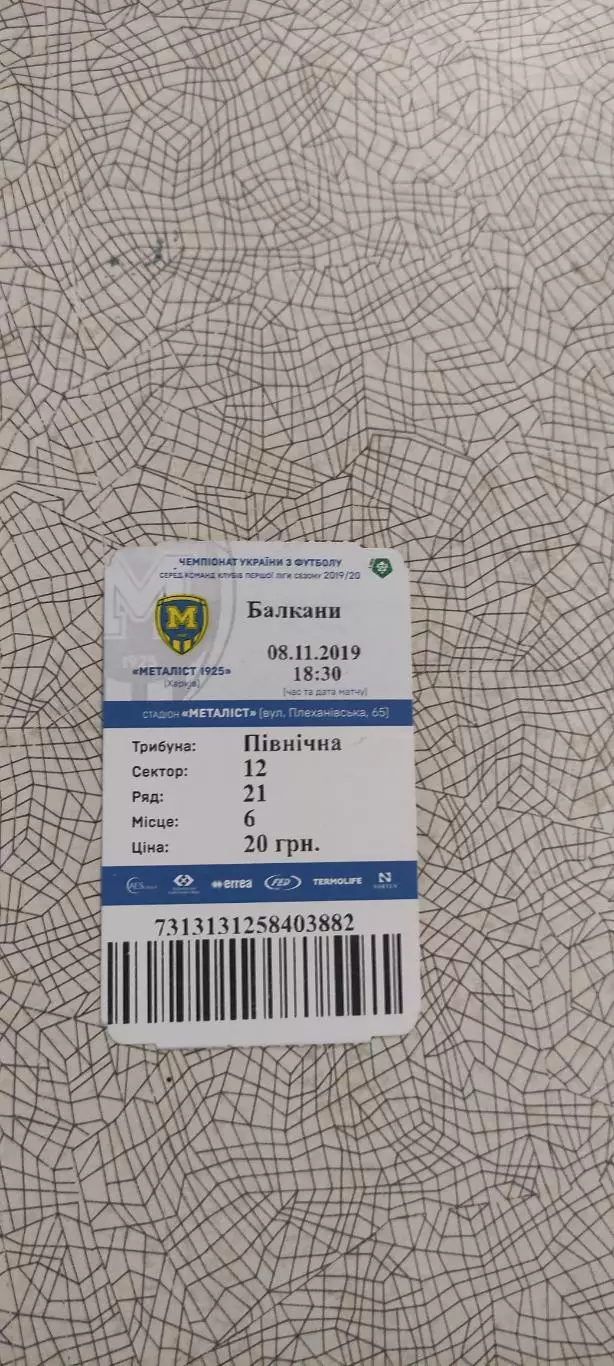 ЧЕМПІОНАТ УКРАЇНИ З ФУТБОЛУ
СЕРЕД КОМАНД КЛУБІВ ПЕРШОЇ ЛІГИ СЕЗОНУ 2019/20
М
Балкани
«МЕТАЛІСТ 1925»
(Харків)
08.11.2019
18:30
(час та дата матчу)
СТАДІОН «МЕТАЛІСТ» (вул. Плеханівська, 65)
Трибуна: Північна
Сектор: 12
Ряд: 21
Місце: 6
Ціна: 20 грн.
errea FED TERMOLIFE N
7313131258403882